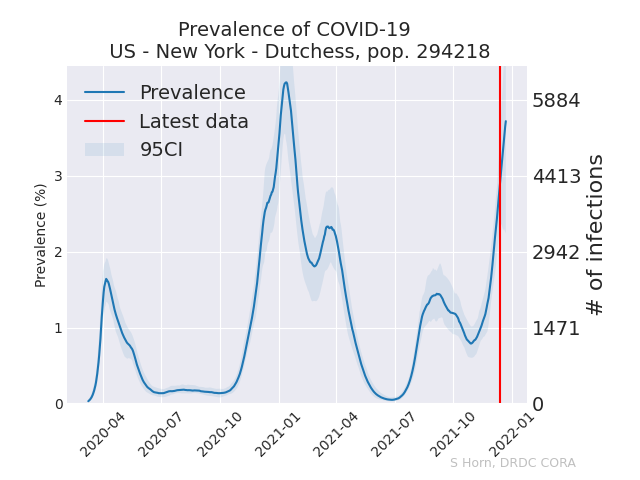 Prevalence of COVID-19
US - New York - Dutchess, pop. 294218
Prevalence
Latest data
95CI
Prevalence (%)
4
3
2
1
0
5884
4413
2942
1471
0
# of infections
2020-04
2020-07
2020-10
2021-01
2021-04
2021-07
2021-10
2022-01
S Horn, DRDC CORA